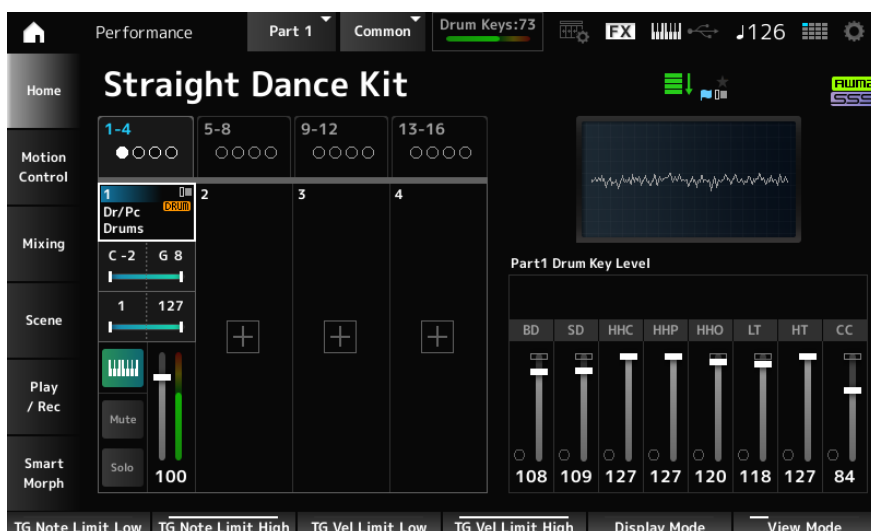 Performance
Part 1
Common
Drum Keys:73
FX
♩126
Home
Straight Dance Kit
1-4
5-8
9-12
13-16
Motion
Control
1
Dr/Pc
DRUM
Drums
2
3
4
Mixing
C -2
G 8
Part1 Drum Key Level
Scene
1
127
BD
SD
HHC
HHP
HHO
LT
HT
CC
Play
/ Rec
Mute
Smart
Morph
Solo
100
108
109
127
127
120
118
127
84
TG Note Limit Low
TG Note Limit High
TG Vel Limit Low
TG Vel Limit High
Display Mode
View Mode